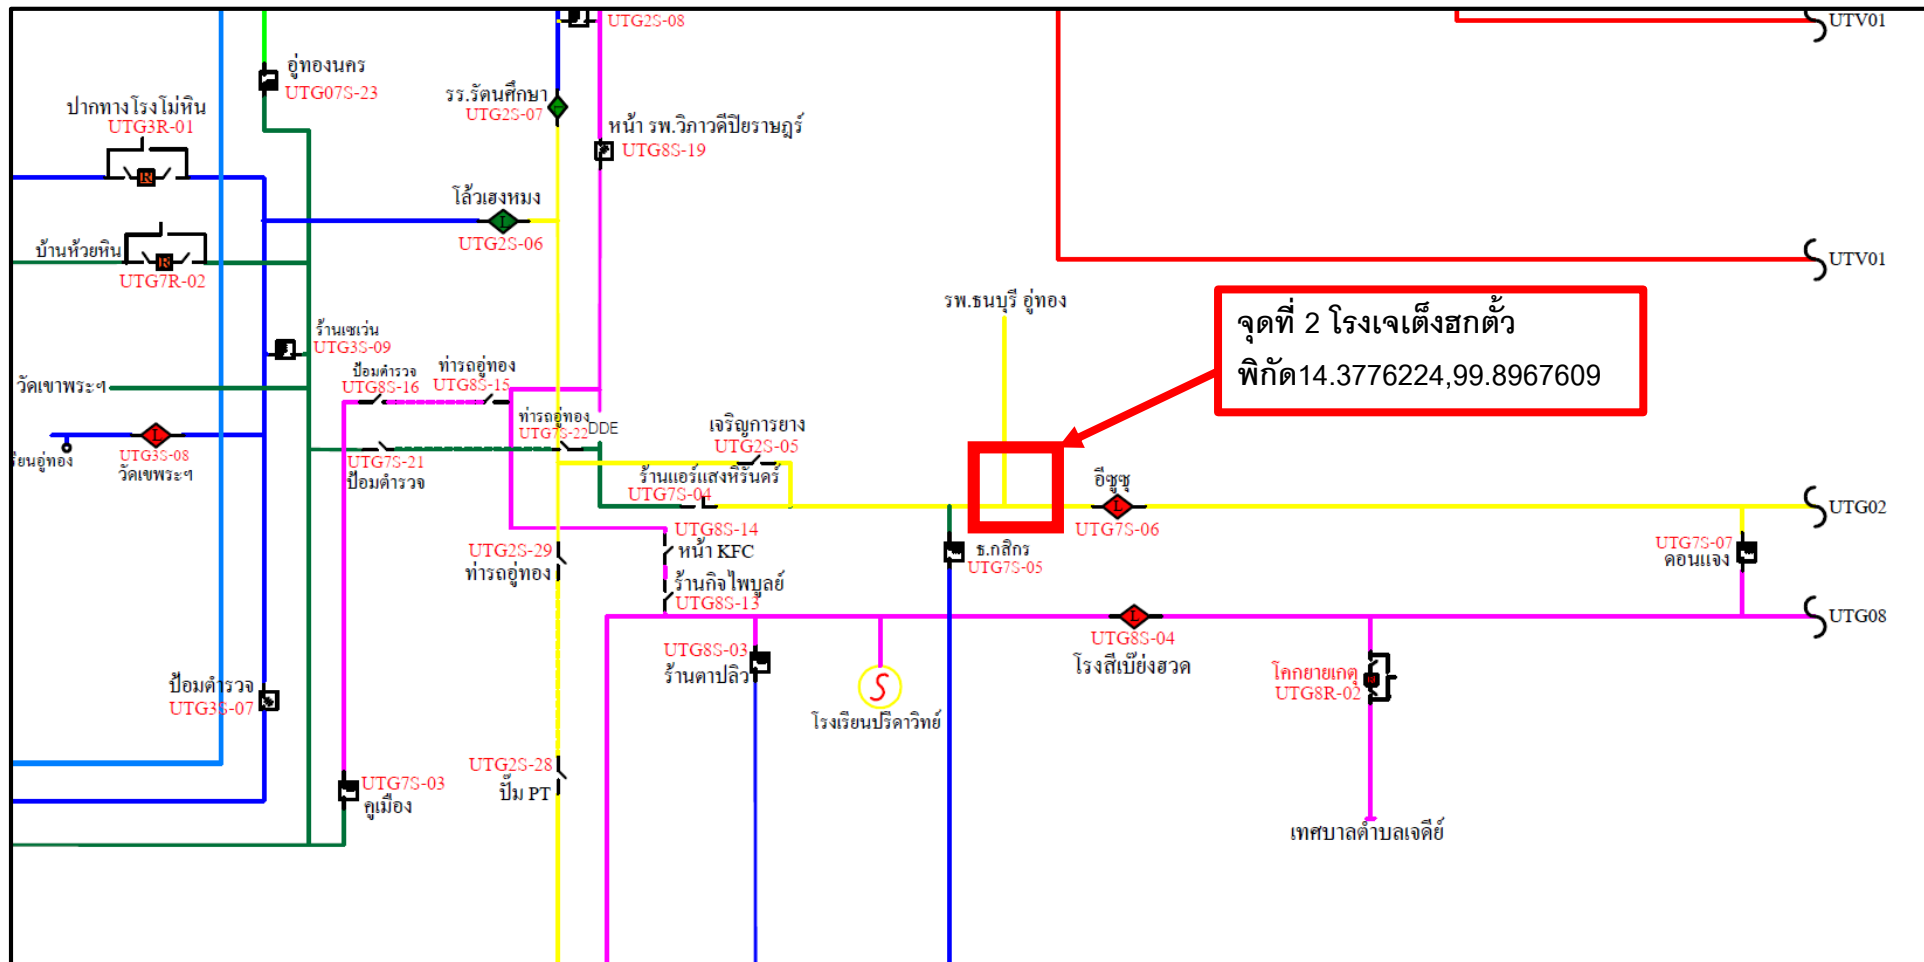 UTG2S-08
UTV01
อู่ทองนคร
UTG07S-23
รร.รัตนศึกษา
UTG2S-07
ปากทางโรงโม่หิน
UTG3R-01
R
หน้า รพ.วิภาวดีปิยราษฎร์
UTG8S-19
โล้วเฮงหมง
L
UTG2S-06
บ้านห้วยหิน
R
UTG7R-02
UTV01
รพ.ธนบุรี อู่ทอง
จุดที่ 2 โรงเจเต็งฮกตั้ว
พิกัด14.3776224,99.8967609
ร้านเซเว่น
UTG3S-09
วัดเขาพระฯ
ป้อมตำรวจ
UTG8S-16
ท่ารถอู่ทอง
UTG8S-15
ท่ารถอู่ทอง
UTG7S-22
DDE
เจริญการยาง
UTG2S-05
L
UTG3S-08
วัดเขพระฯ
รียนอู่ทอง
UTG7S-21
ป้อมตำรวจ
ร้านแอร์แสงหิรันดร์
UTG7S-04
อีซูซุ
L
UTG7S-06
UTG02
UTG8S-14
หน้า KFC
UTG2S-29
ท่ารถอู่ทอง
ร้านกิจไพบูลย์
UTG8S-13
ธ.กสิกร
UTG7S-05
UTG7S-07
ดอนแจง
UTG08
L
UTG8S-04
โรงสีเบ๊ย่งฮวด
UTG8S-03
ร้านตาปลิว
S
โรงเรียนปรีดาวิทย์
โคกยายเกตุ
UTG8R-02
ป้อมตำรวจ
UTG3S-07
UTG2S-28
ปั๊ม PT
UTG7S-03
คูเมือง
เทศบาลตำบลเจดีย์